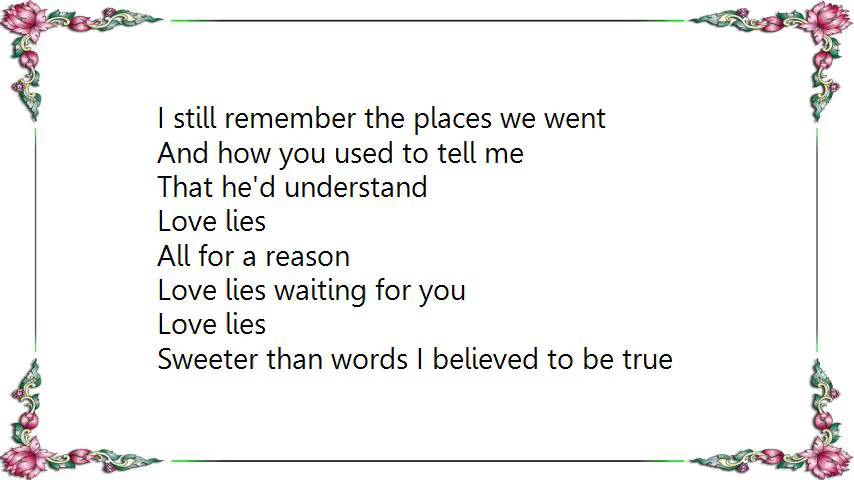 I still remember the places we went
And how you used to tell me
That he'd understand
Love lies
All for a reason
Love lies waiting for you
Love lies
Sweeter than words I believed to be true